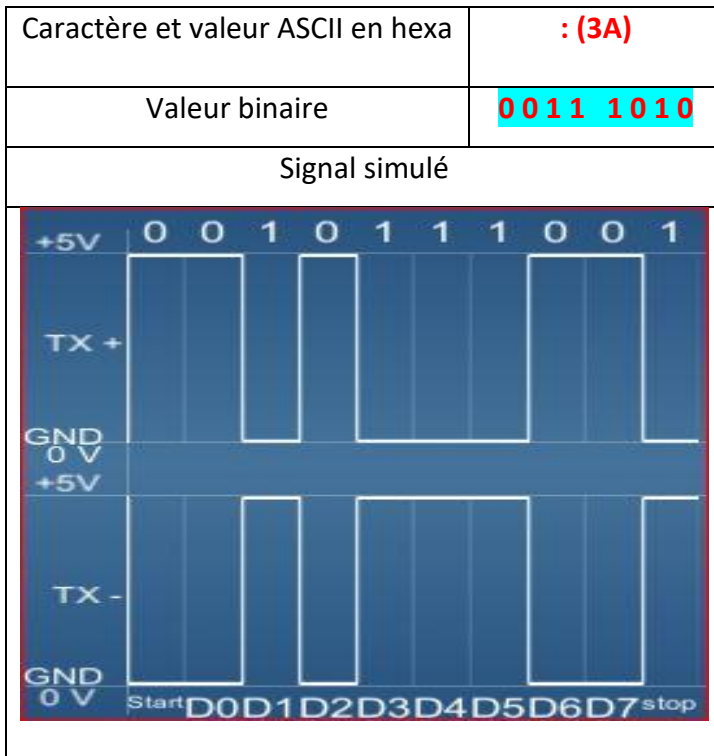 Caractère et valeur ASCII en hexa
: (3A)
Valeur binaire
0 0 1 1 1 0 1 0
Signal simulé
+5V 0 0 1 0 1 1 1 0 0 1
TX +
GND
0 V
+5V
TX -
GND
0 V
Start D0 D1 D2 D3 D4 D5 D6 D7 stop